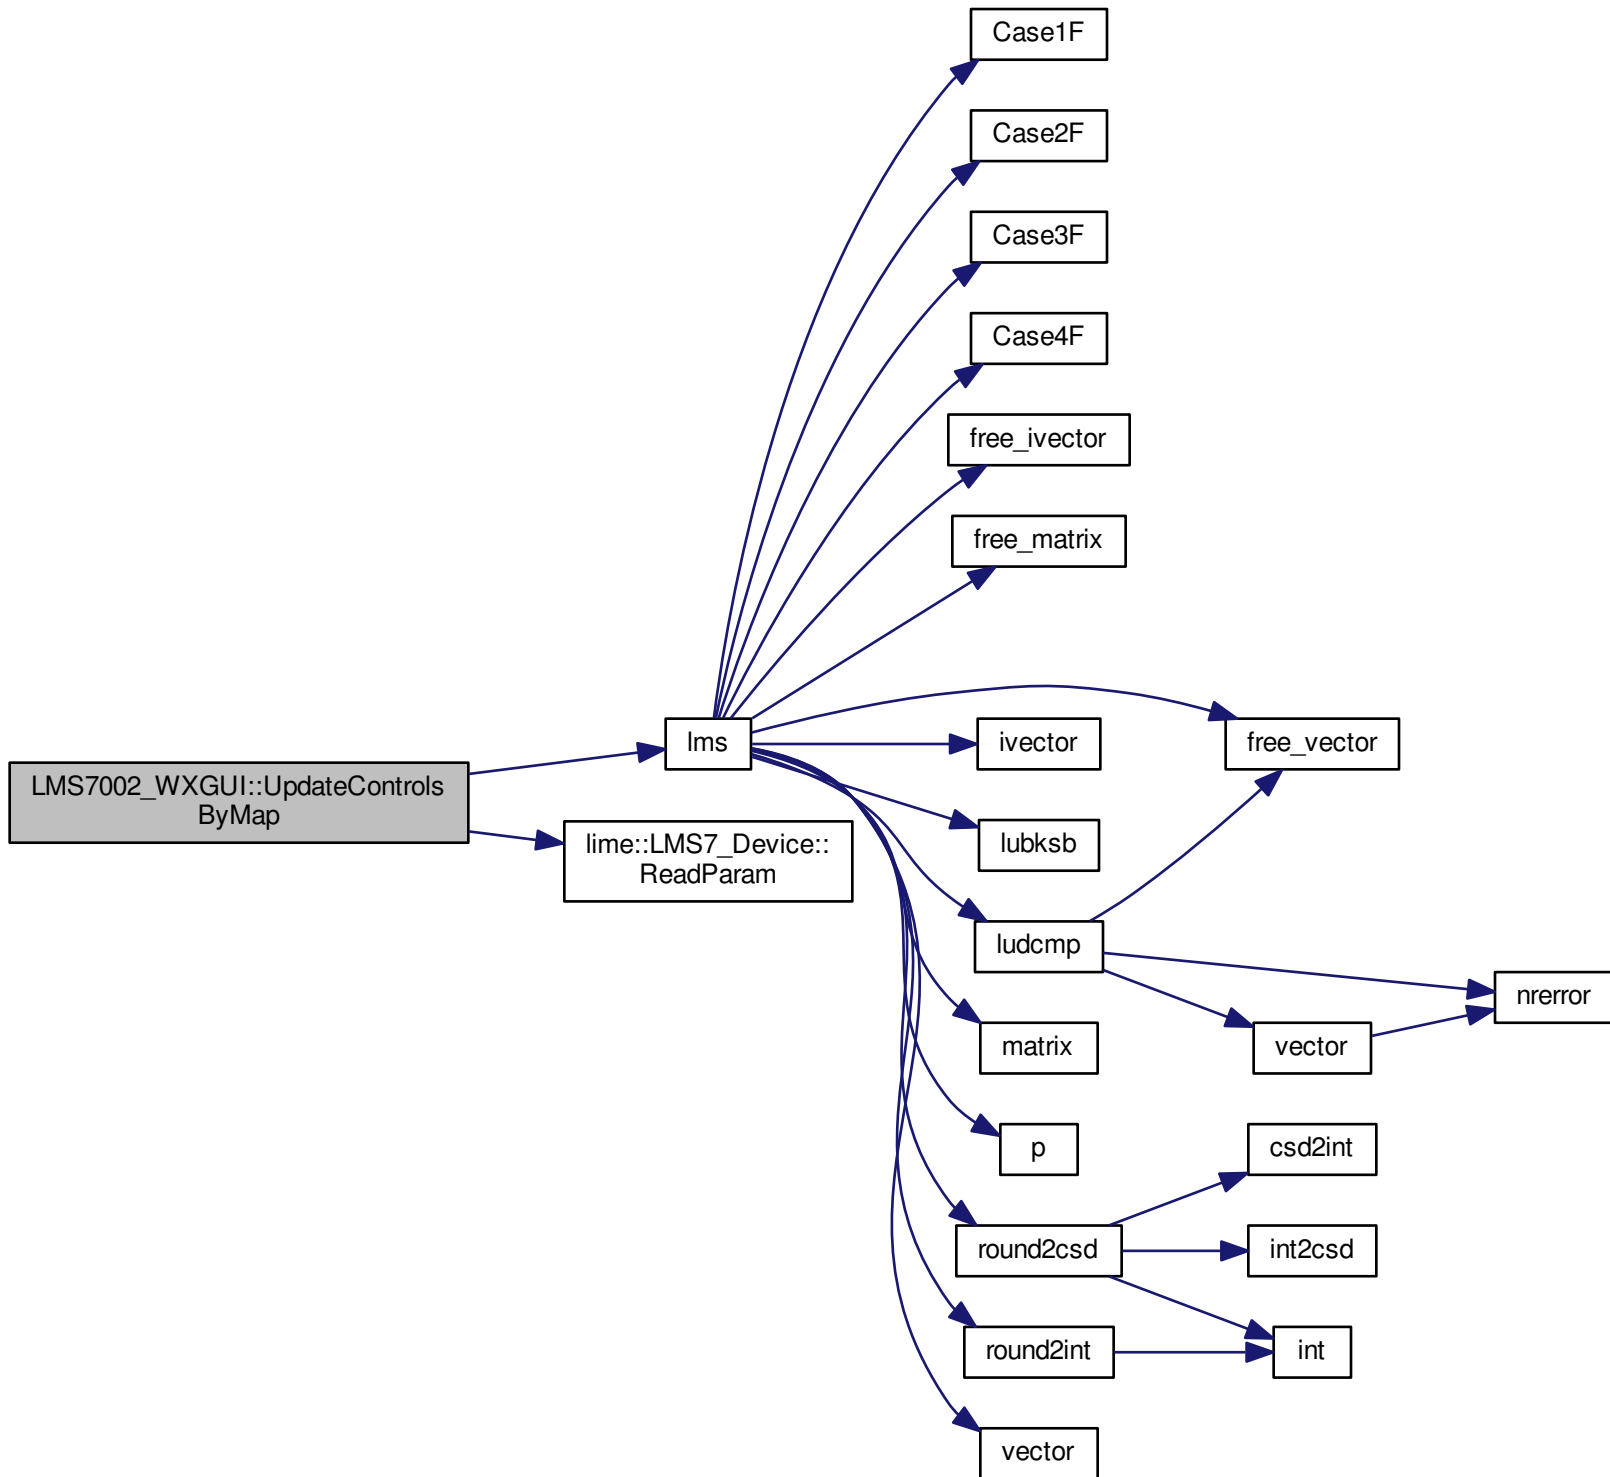 Case1F
Case2F
Case3F
Case4F
free_ivector
free_matrix
lms
ivector
free_vector
LMS7002_WXGUI::UpdateControls
ByMap
lime::LMS7_Device::
ReadParam
lubksb
ludcmp
nrerror
matrix
vector
p
csd2int
round2csd
int2csd
round2int
int
vector